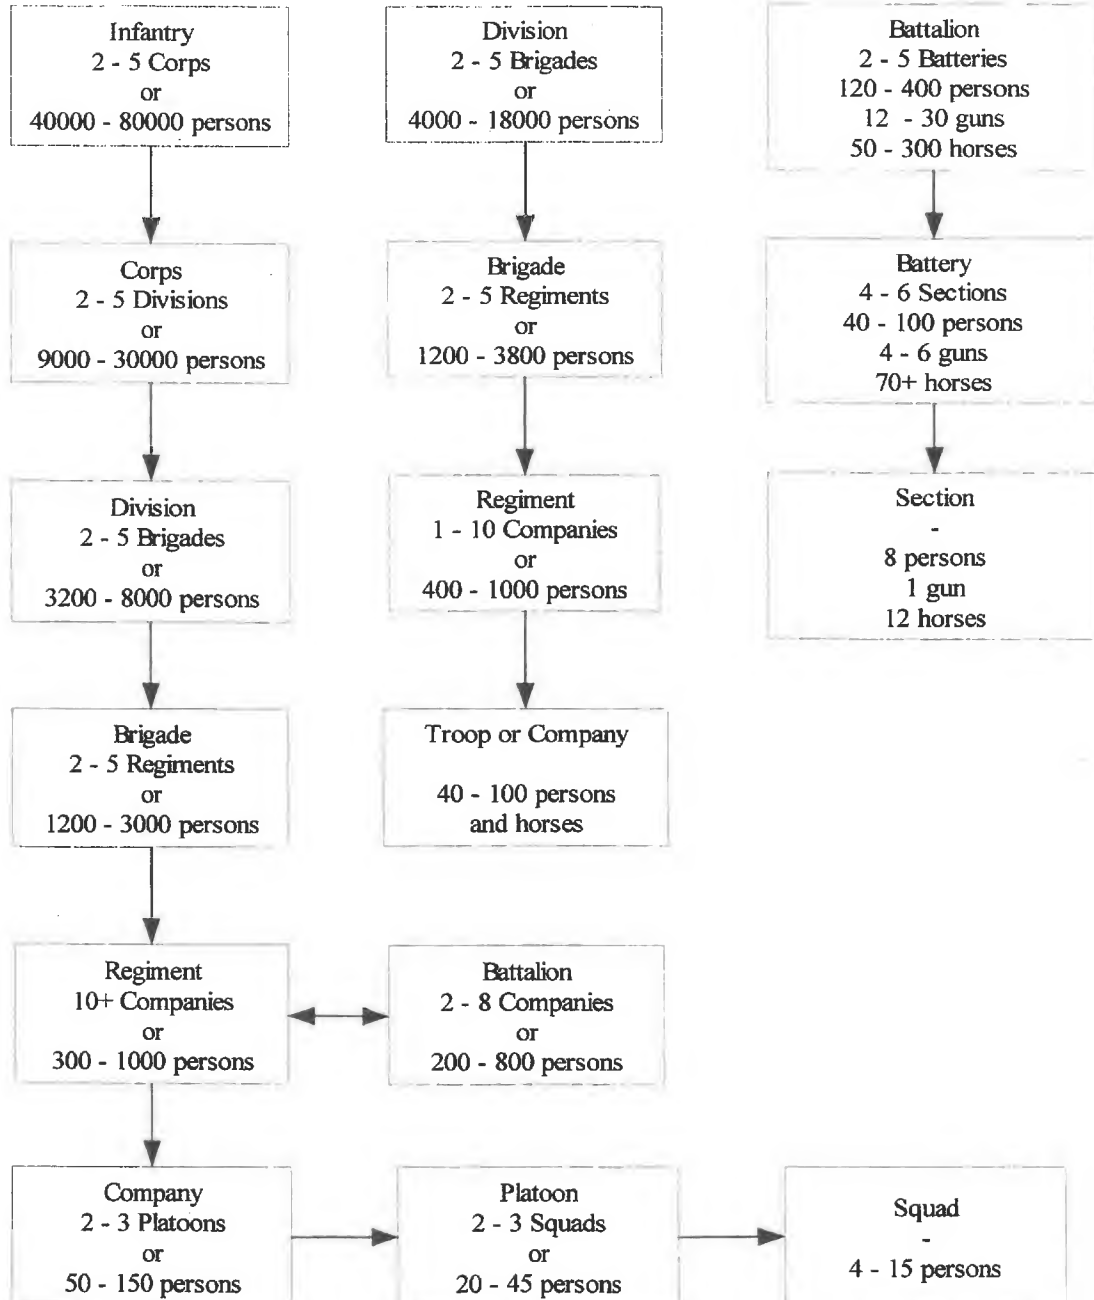 Infantry
2 - 5 Corps
or
40000 - 80000 persons
Division
2 - 5 Brigades
or
4000 - 18000 persons
Battalion
2 - 5 Batteries
120 - 400 persons
12 - 30 guns
50 - 300 horses
Corps
2 - 5 Divisions
or
9000 - 30000 persons
Brigade
2 - 5 Regiments
or
1200 - 3800 persons
Battery
4 - 6 Sections
40 - 100 persons
4 - 6 guns
70+ horses
Division
2 - 5 Brigades
or
3200 - 8000 persons
Regiment
1 - 10 Companies
or
400 - 1000 persons
Section
-
8 persons
1 gun
12 horses
Brigade
2 - 5 Regiments
or
1200 - 3000 persons
Troop or Company
40 - 100 persons
and horses
Regiment
10+ Companies
or
300 - 1000 persons
Battalion
2 - 8 Companies
or
200 - 800 persons
Company
2 - 3 Platoons
or
50 - 150 persons
Platoon
2 - 3 Squads
or
20 - 45 persons
Squad
-
4 - 15 persons